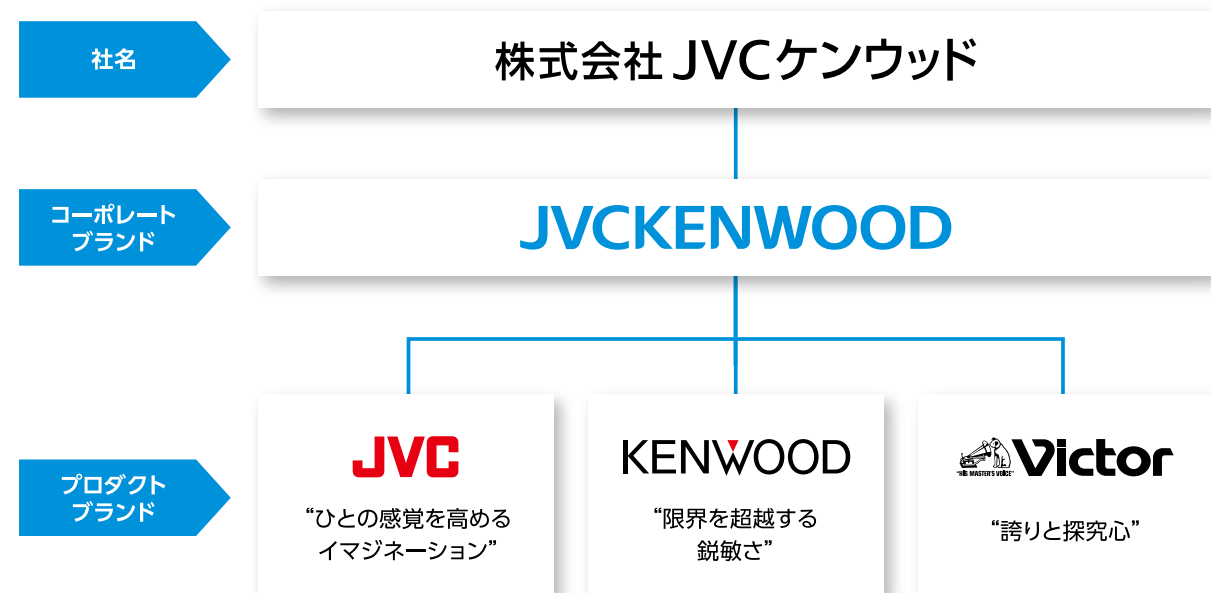 社名
株式会社 JVCケンウッド
コーポレート
ブランド
JVCKENWOOD
プロダクト
ブランド
JVC
“ひとの感覚を高める
イマジネーション”
KENWOOD
“限界を超越する
鋭敏さ”
"HIS MASTER'S VOICE"
Victor
“誇りと探究心”